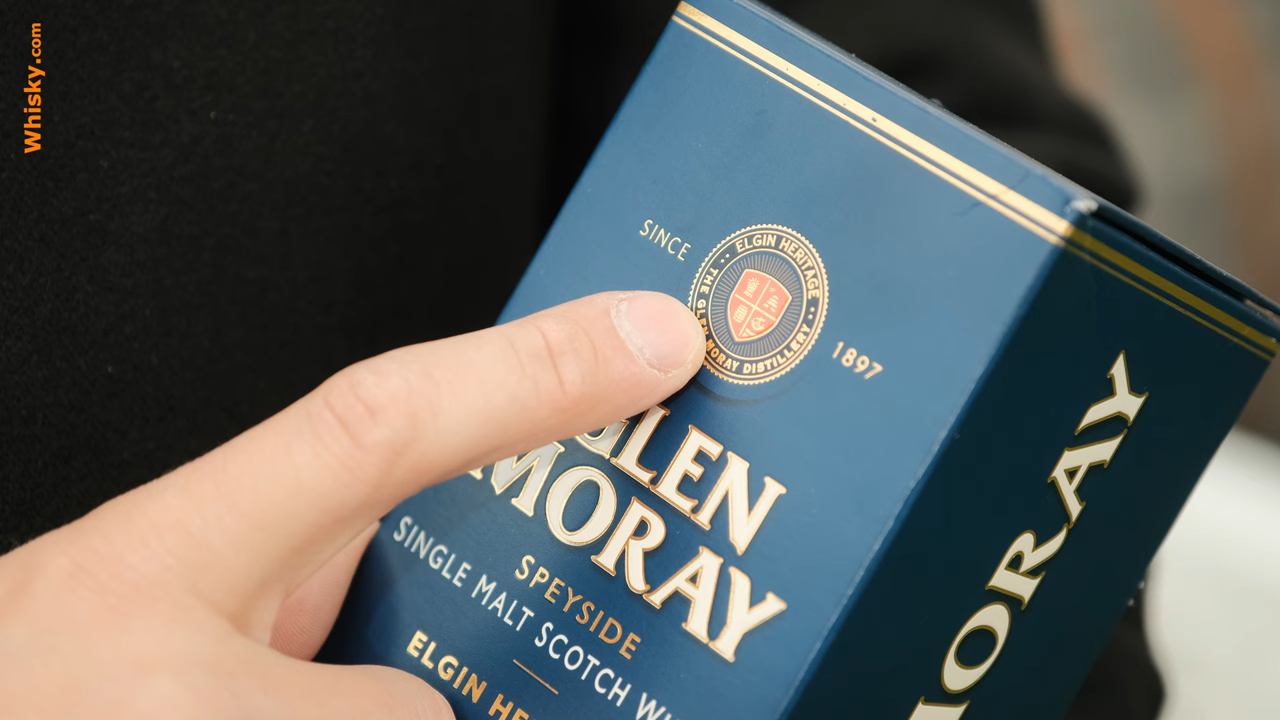 Whisky.com
SINCE
ELGIN HERITAGE
THE GLEN MORAY DISTILLERY
1897
GLEN
MORAY
SPEYSIDE
SINGLE MALT SCOTCH
ELGIN
MORAY